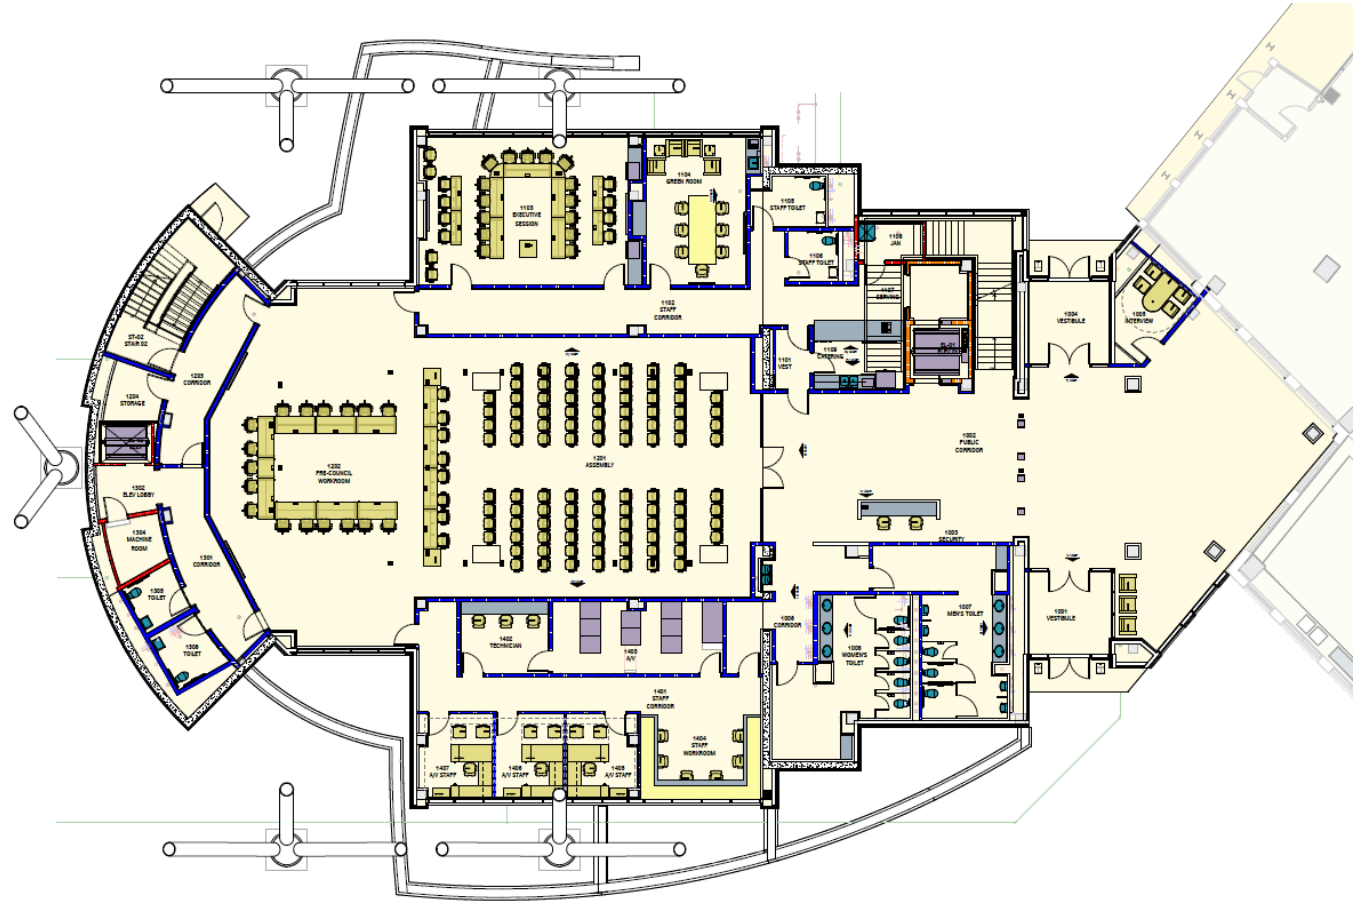 1104
GREEN ROOM
1103
EXECUTIVE
SESSION
1105
STAFF TOILET
1106
STAFF TOILET
JAN
1107
SERVING
1102
STAFF
CORRIDOR
1004
VESTIBULE
1005
INTERVIEW
ST-02
STAIR 02
1203
CORRIDOR
1204
STORAGE
1101
VEST
CATERING
EL-01
1202
PRE-COUNCIL
WORKROOM
1201
ASSEMBLY
1002
PUBLIC
CORRIDOR
1302
ELEV LOBBY
1304
MACHINE
ROOM
1301
CORRIDOR
1003
SECURITY
1305
TOILET
1306
TOILET
1402
TECHNICIAN
1403
A/V
1006
CORRIDOR
WOMEN'S
TOILET
1007
MEN'S TOILET
1001
VESTIBULE
1401
STAFF
CORRIDOR
1404
STAFF
WORKROOM
1407
A/V STAFF
1406
A/V STAFF
1405
A/V STAFF